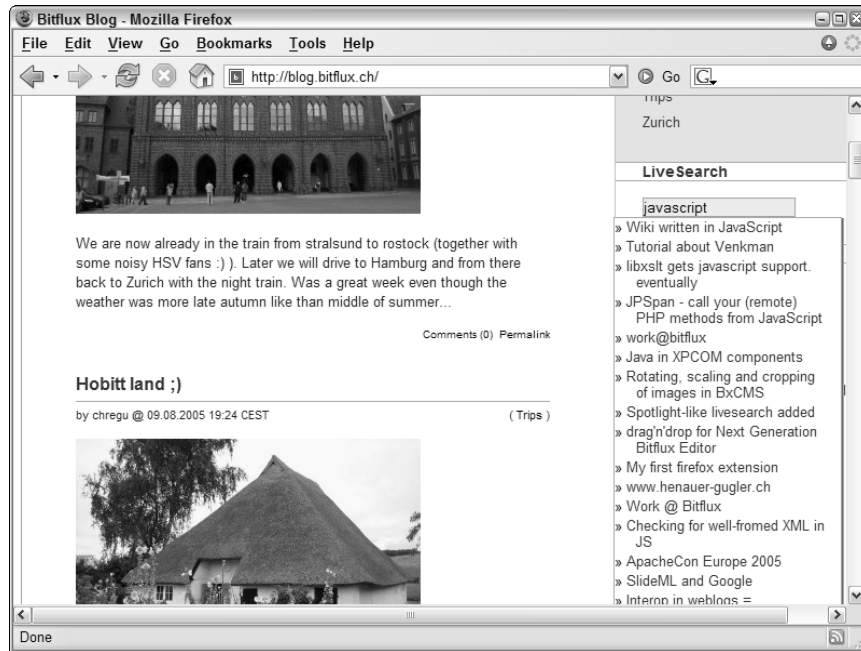 Bitflux Blog - Mozilla Firefox
File Edit View Go Bookmarks Tools Help
http://blog.bitflux.ch/
Go
G
We are now already in the train from stralsund to rostock (together with
some noisy HSV fans :) ). Later we will drive to Hamburg and from there
back to Zurich with the night train. Was a great week even though the
weather was more late autumn like than middle of summer...
Comments (0) Permalink
Hobitt land ;)
by chregu @ 09.08.2005 19:24 CEST
( Trips )
Trips
Zurich
LiveSearch
javascript
» Wiki written in JavaScript
» Tutorial about Venkman
» libxslt gets javascript support.
eventually
» JPSpan - call your (remote)
PHP methods from JavaScript
» work@bitflux
» Java in XPCOM components
» Rotating, scaling and cropping
of images in BxCMS
» Spotlight-like livesearch added
» drag'n'drop for Next Generation
Bitflux Editor
» My first firefox extension
» www.henauer-gugler.ch
» Work @ Bitflux
» Checking for well-fromed XML in
JS
» ApacheCon Europe 2005
» SlideML and Google
» Interop in weblogs =
Done